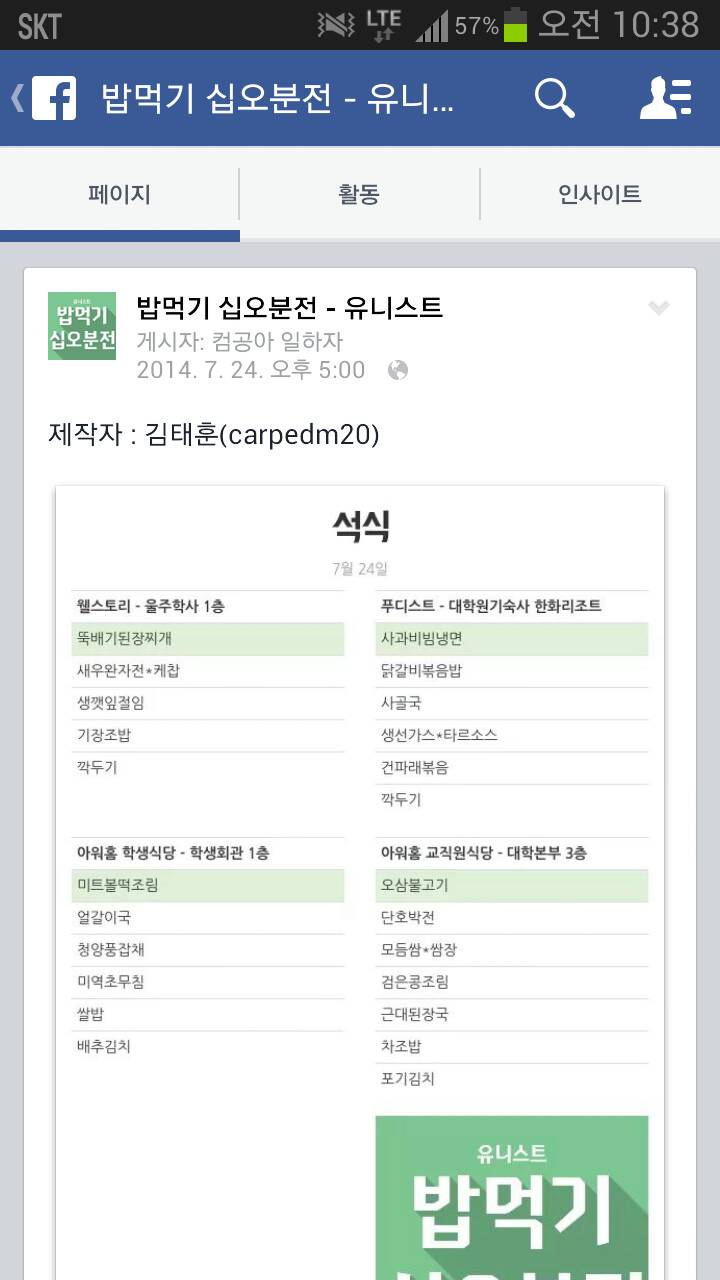 SKT LTE 57% 오전 10:38
밥먹기 십오분전 - 유니...
페이지 활동 인사이트
유니스트
밥먹기
십오분전
밥먹기 십오분전 - 유니스트
게시자: 컴공아 일하자
2014. 7. 24. 오후 5:00
제작자 : 김태훈(carpedm20)
석식
7월 24일
웰스토리 - 울주학사 1층
뚝배기된장찌개
새우완자전*케찹
생깻잎절임
기장조밥
깍두기
푸디스트 - 대학원기숙사 한화리조트
사과비빔냉면
닭갈비볶음밥
사골국
생선가스*타르소스
건파래볶음
깍두기
아워홈 학생식당 - 학생회관 1층
미트볼떡조림
얼갈이국
청양풍잡채
미역초무침
쌀밥
배추김치
아워홈 교직원식당 - 대학본부 3층
오삼불고기
단호박전
모듬쌈*쌈장
검은콩조림
근대된장국
차조밥
포기김치
유니스트
밥먹기